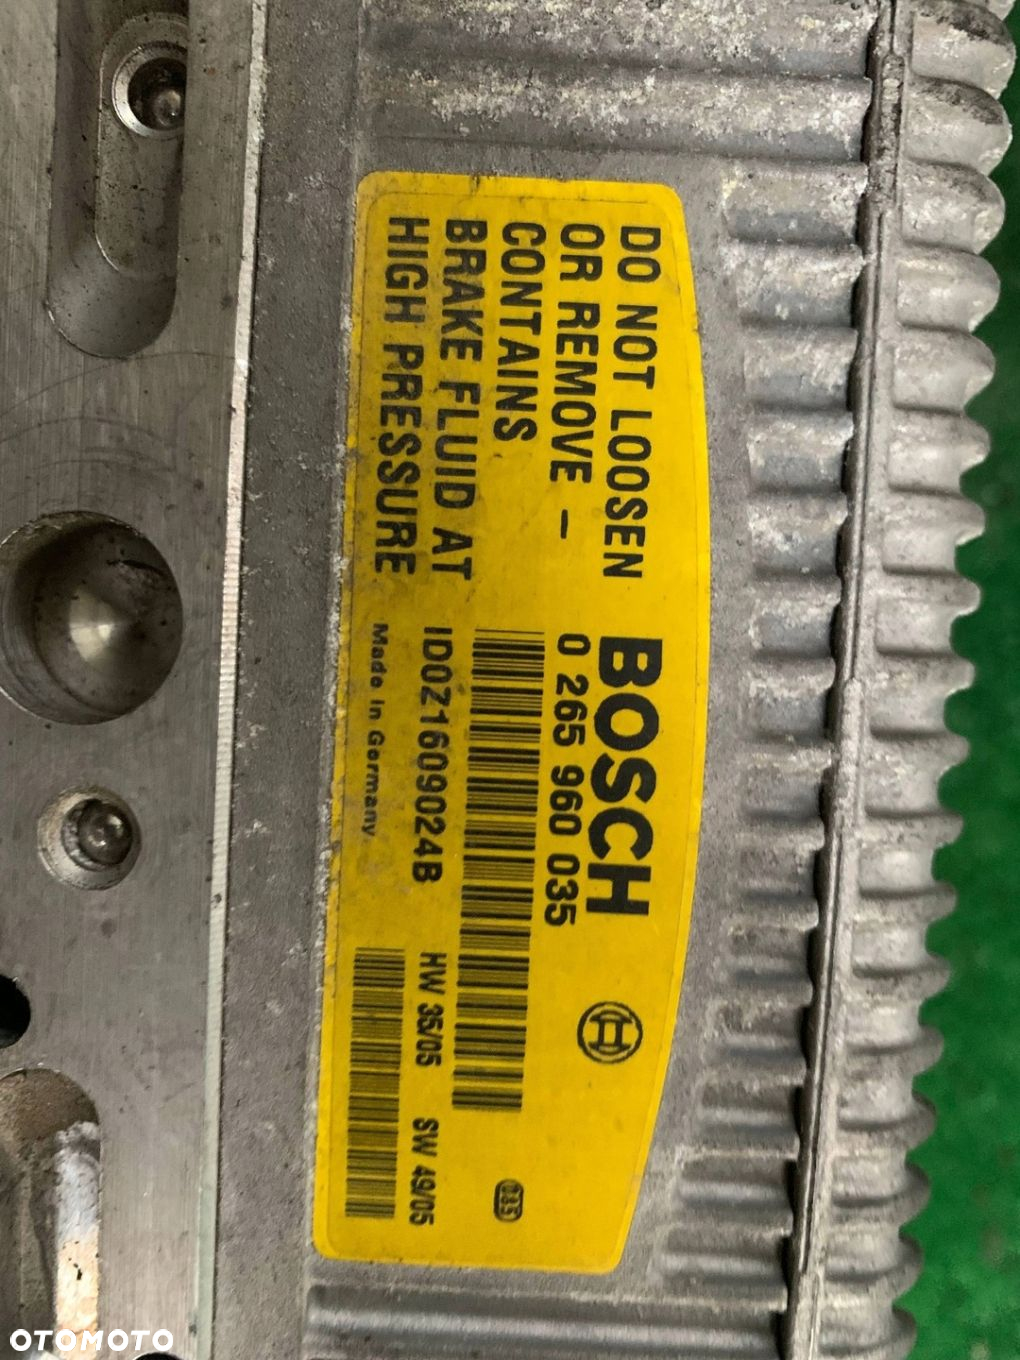 DO NOT LOOSEN
OR REMOVE –
CONTAINS
BRAKE FLUID AT
HIGH PRESSURE
BOSCH
0 265 960 035
IDOZ1609024B
HW 35/05
SW 49/05
Made in Germany
OTOMOTO